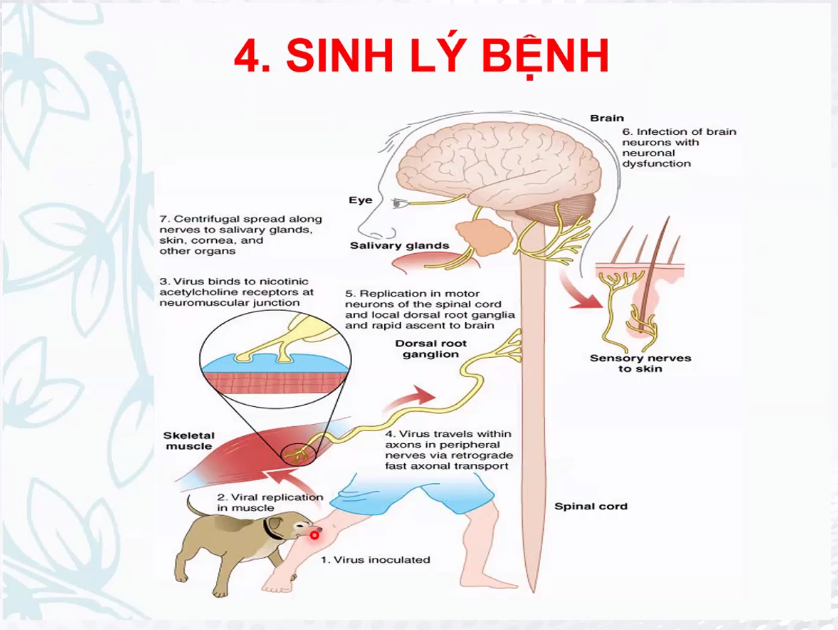 4. SINH LÝ BỆNH
Brain
6. Infection of brain
neurons with
neuronal
dysfunction
Eye
7. Centrifugal spread along
nerves to salivary glands,
skin, cornea, and
other organs
Salivary glands
3. Virus binds to nicotinic
acetylcholine receptors at
neuromuscular junction
5. Replication in motor
neurons of the spinal cord
and local dorsal root ganglia
and rapid ascent to brain
Dorsal root
ganglion
Sensory nerves
to skin
Skeletal
muscle
4. Virus travels within
axons in peripheral
nerves via retrograde
fast axonal transport
2. Viral replication
in muscle
Spinal cord
1. Virus inoculated